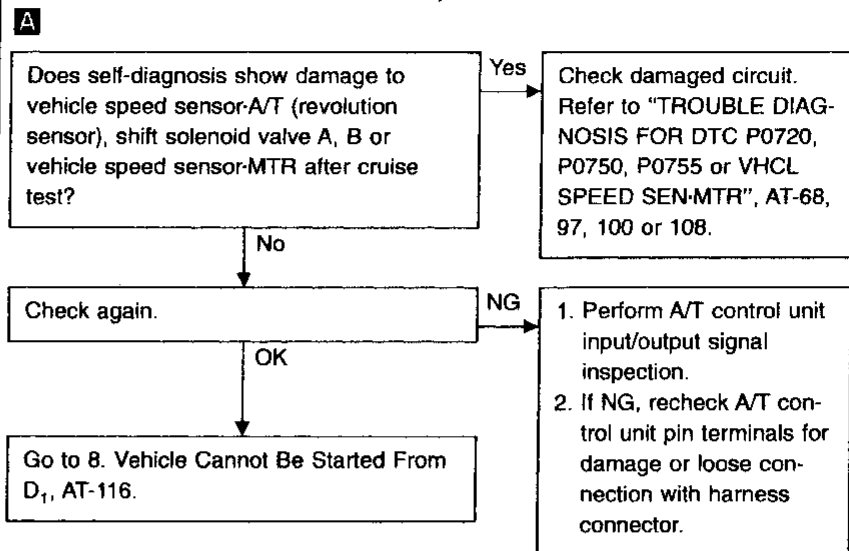 A
Does self-diagnosis show damage to
vehicle speed sensor·A/T (revolution
sensor), shift solenoid valve A, B or
vehicle speed sensor·MTR after cruise
test?
Yes
Check damaged circuit.
Refer to "TROUBLE DIAG-
NOSIS FOR DTC P0720,
P0750, P0755 or VHCL
SPEED SEN·MTR", AT-68,
97, 100 or 108.
No
Check again.
NG
1. Perform A/T control unit
input/output signal
inspection.
2. If NG, recheck A/T con-
trol unit pin terminals for
damage or loose con-
nection with harness
connector.
OK
Go to 8. Vehicle Cannot Be Started From
D₁, AT-116.